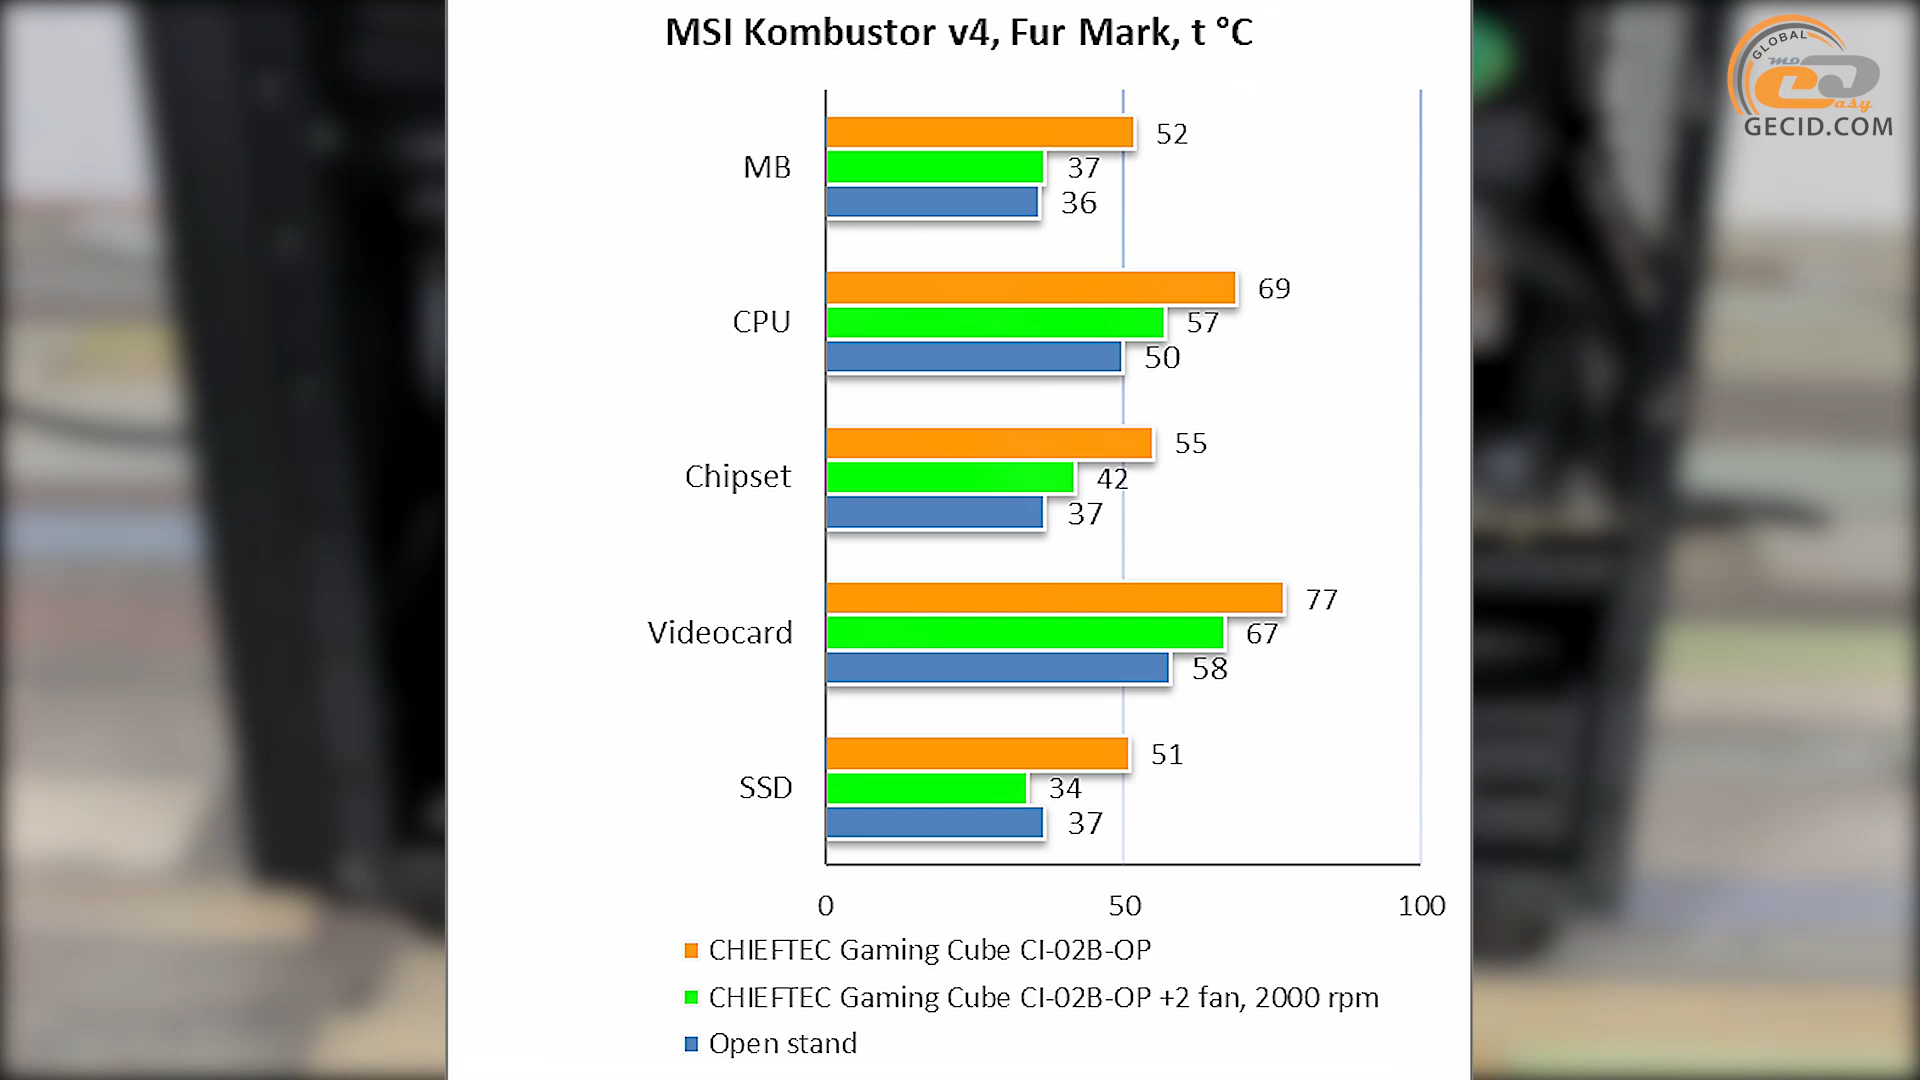 MSI Kombustor v4, Fur Mark, t °C
GLOBAL
MO
asy
GECID.COM
MB
52
37
36
CPU
69
57
50
Chipset
55
42
37
Videocard
77
67
58
SSD
51
34
37
0 50 100
CHIEFTEC Gaming Cube CI-02B-OP
CHIEFTEC Gaming Cube CI-02B-OP +2 fan, 2000 rpm
Open stand